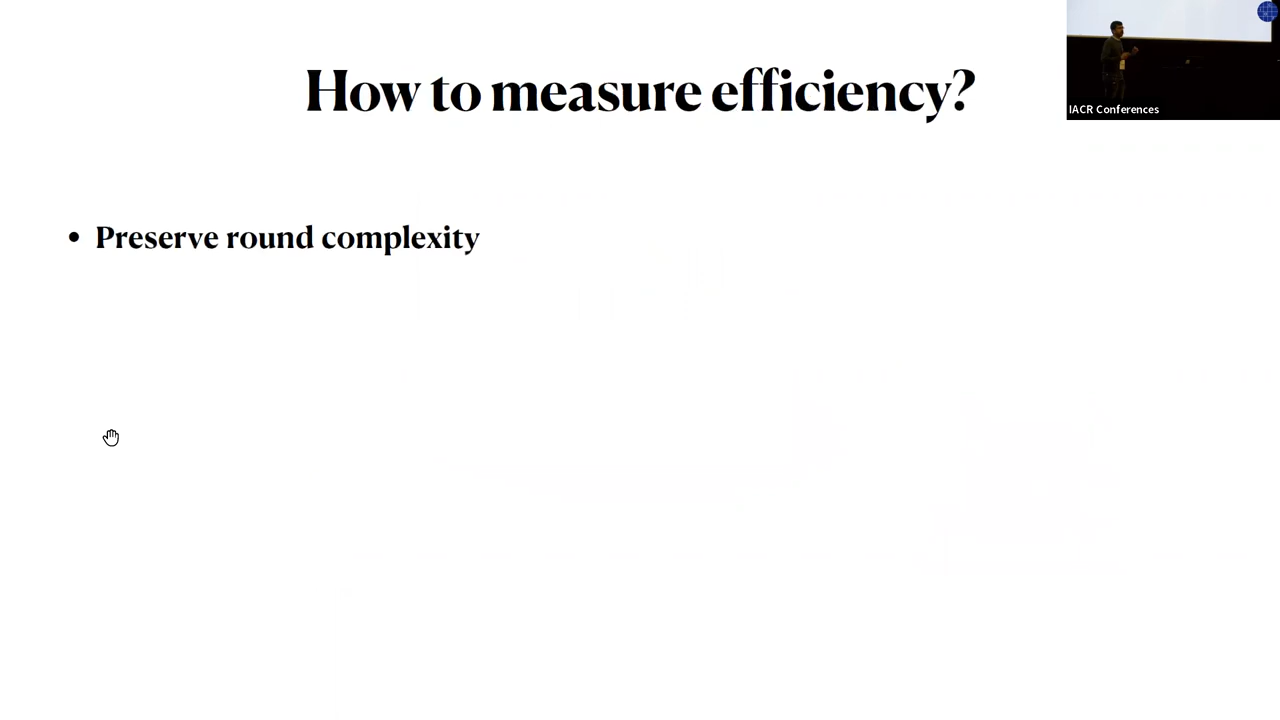 How to measure efficiency?
IACR Conferences
• Preserve round complexity